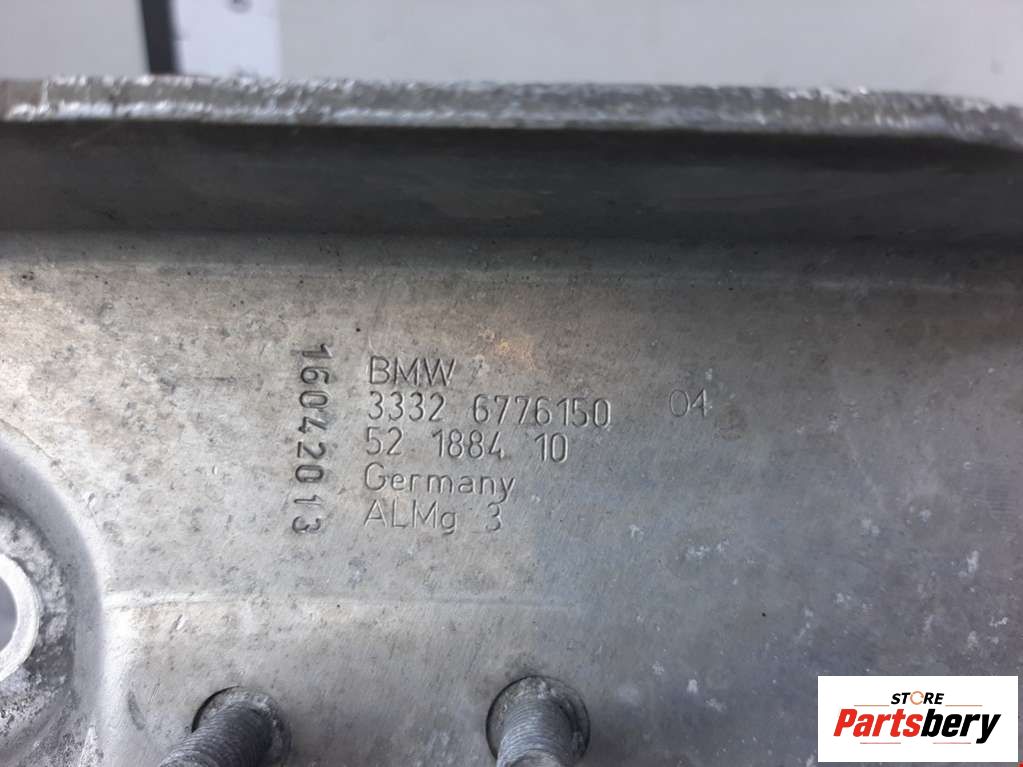 16042013
BMW
3332 6776150 04
52 1884 10
Germany
ALMg 3
STORE
Partsbery